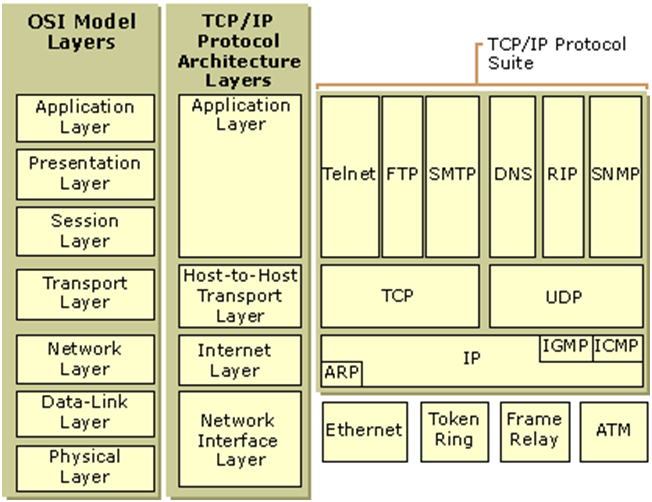 OSI Model
Layers
Application
Layer
Presentation
Layer
Session
Layer
Transport
Layer
Network
Layer
Data-Link
Layer
Physical
Layer
TCP/IP
Protocol
Architecture
Layers
Application
Layer
Host-to-Host
Transport
Layer
Internet
Layer
Network
Interface
Layer
TCP/IP Protocol
Suite
Telnet
FTP
SMTP
DNS
RIP
SNMP
TCP
UDP
IP
IGMP
ICMP
ARP
Ethernet
Token
Ring
Frame
Relay
ATM